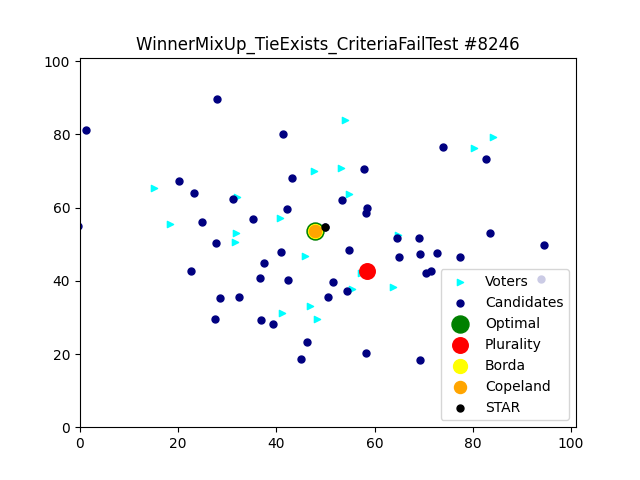 WinnerMixUp_TieExists_CriteriaFailTest #8246
100
80
60
40
20
0
0 20 40 60 80 100
Voters
Candidates
Optimal
Plurality
Borda
Copeland
STAR